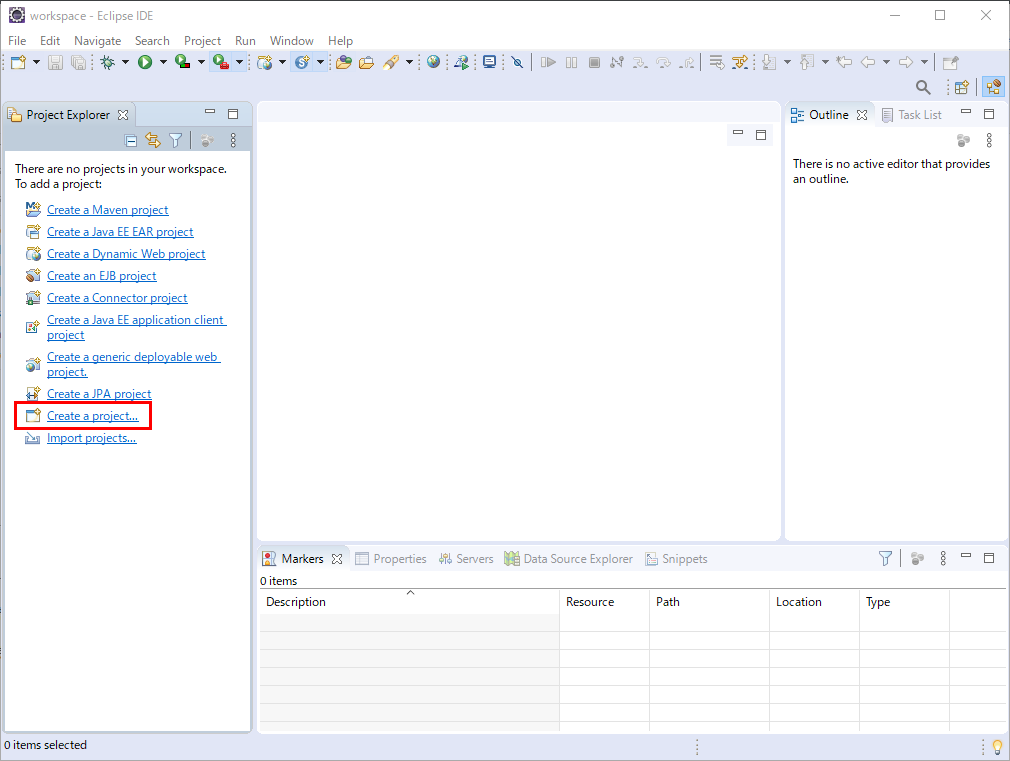 workspace - Eclipse IDE
File Edit Navigate Search Project Run Window Help
Project Explorer
There are no projects in your workspace.
To add a project:
Create a Maven project
Create a Java EE EAR project
Create a Dynamic Web project
Create an EJB project
Create a Connector project
Create a Java EE application client
project
Create a generic deployable web
project.
Create a JPA project
Create a project...
Import projects...
Outline Task List
There is no active editor that provides
an outline.
Markers Properties Servers Data Source Explorer Snippets
0 items
Description Resource Path Location Type
0 items selected